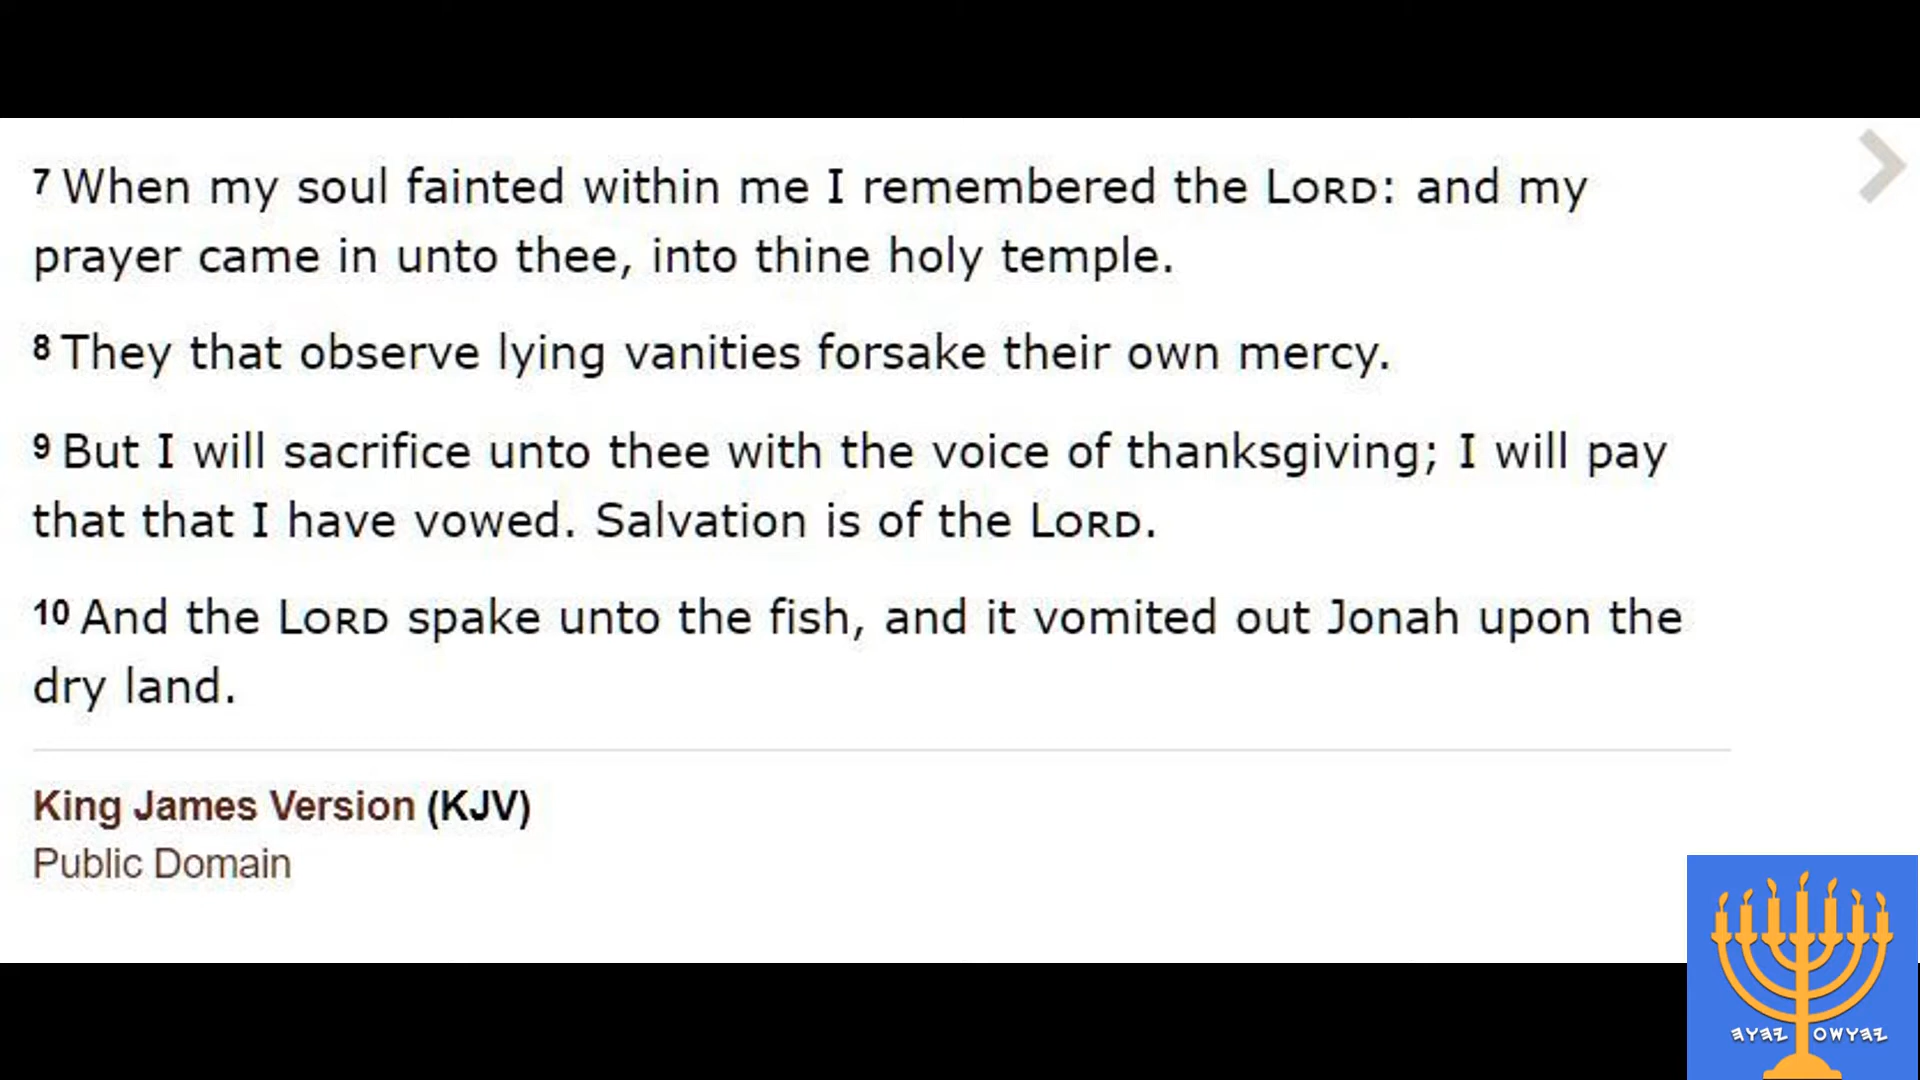 7 When my soul fainted within me I remembered the LORD: and my
prayer came in unto thee, into thine holy temple.
8 They that observe lying vanities forsake their own mercy.
9 But I will sacrifice unto thee with the voice of thanksgiving; I will pay
that that I have vowed. Salvation is of the LORD.
10 And the LORD spake unto the fish, and it vomited out Jonah upon the
dry land.
King James Version (KJV)
Public Domain